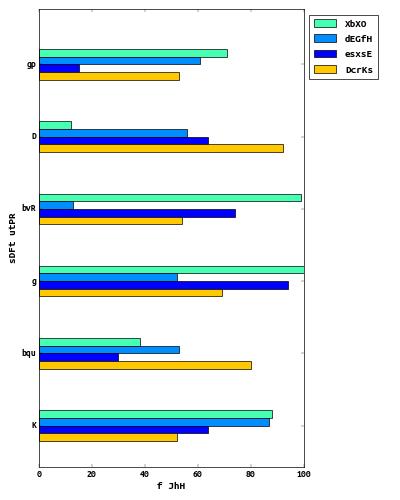 XbXO
dEGfH
esxsE
DcrKs
gp
D
bvR
g
bqu
K
sDFt utPR
0 20 40 60 80 100
f JhH